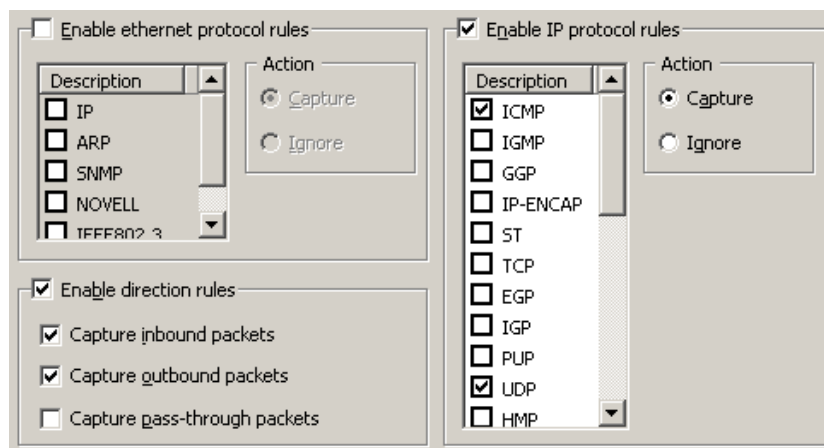 Enable ethernet protocol rules
Description
IP
ARP
SNMP
NOVELL
IEEE802.3
Action
Capture
Ignore
Enable direction rules
Capture inbound packets
Capture outbound packets
Capture pass-through packets
Enable IP protocol rules
Description
ICMP
IGMP
GGP
IP-ENCAP
ST
TCP
EGP
IGP
PUP
UDP
HMP
Action
Capture
Ignore